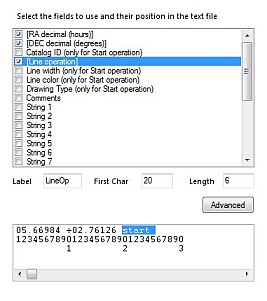 Select the fields to use and their position in the text file
[RA decimal (hours)]
[DEC decimal (degrees)]
Catalog ID (only for Start operation)
[Line operation]
Line width (only for Start operation)
Line color (only for Start operation)
Drawing Type (only for Start operation)
Comments
String 1
String 2
String 3
String 4
String 5
String 6
String 7
Label LineOp First Char 20 Length 6
Advanced
05.66984 +02.76126 start
123456789012345678901234567890
1 2 3